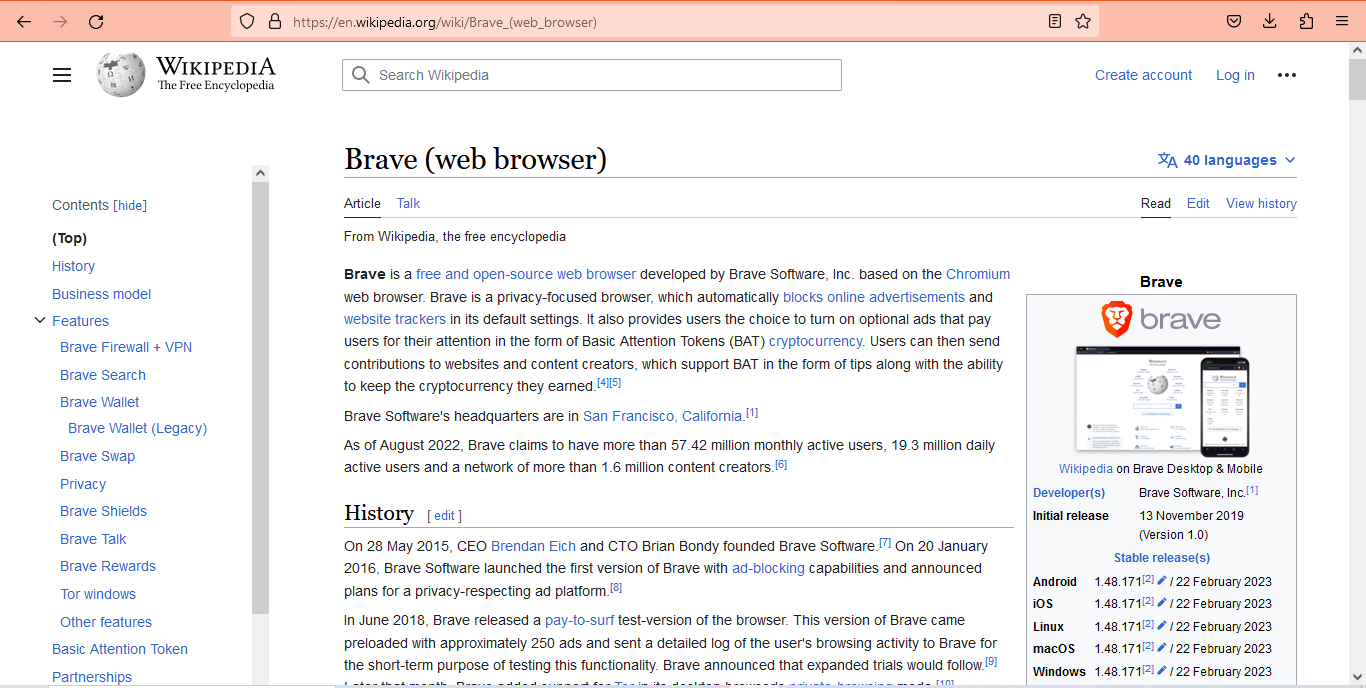 https://en.wikipedia.org/wiki/Brave_(web_browser)
WIKIPEDIA
The Free Encyclopedia
Search Wikipedia
Create account
Log in
Brave (web browser)
40 languages
Article
Talk
Read
Edit
View history
From Wikipedia, the free encyclopedia
Contents [hide]
(Top)
History
Business model
Features
Brave Firewall + VPN
Brave Search
Brave Wallet
Brave Wallet (Legacy)
Brave Swap
Privacy
Brave Shields
Brave Talk
Brave Rewards
Tor windows
Other features
Basic Attention Token
Partnerships
Brave is a free and open-source web browser developed by Brave Software, Inc. based on the Chromium
web browser. Brave is a privacy-focused browser, which automatically blocks online advertisements and
website trackers in its default settings. It also provides users the choice to turn on optional ads that pay
users for their attention in the form of Basic Attention Tokens (BAT) cryptocurrency. Users can then send
contributions to websites and content creators, which support BAT in the form of tips along with the ability
to keep the cryptocurrency they earned.[4][5]
Brave Software's headquarters are in San Francisco, California.[1]
As of August 2022, Brave claims to have more than 57.42 million monthly active users, 19.3 million daily
active users and a network of more than 1.6 million content creators.[6]
History [ edit ]
On 28 May 2015, CEO Brendan Eich and CTO Brian Bondy founded Brave Software.[7] On 20 January
2016, Brave Software launched the first version of Brave with ad-blocking capabilities and announced
plans for a privacy-respecting ad platform.[8]
In June 2018, Brave released a pay-to-surf test-version of the browser. This version of Brave came
preloaded with approximately 250 ads and sent a detailed log of the user's browsing activity to Brave for
the short-term purpose of testing this functionality. Brave announced that expanded trials would follow.[9]
Later that month, Brave added support for Tor in its desktop browser's private-browsing mode.[10]
Brave
brave
Wikipedia on Brave Desktop & Mobile
Developer(s) Brave Software, Inc.[1]
Initial release 13 November 2019
(Version 1.0)
Stable release(s)
Android 1.48.171[2] / 22 February 2023
iOS 1.48.171[2] / 22 February 2023
Linux 1.48.171[2] / 22 February 2023
macOS 1.48.171[2] / 22 February 2023
Windows 1.48.171[2] / 22 February 2023